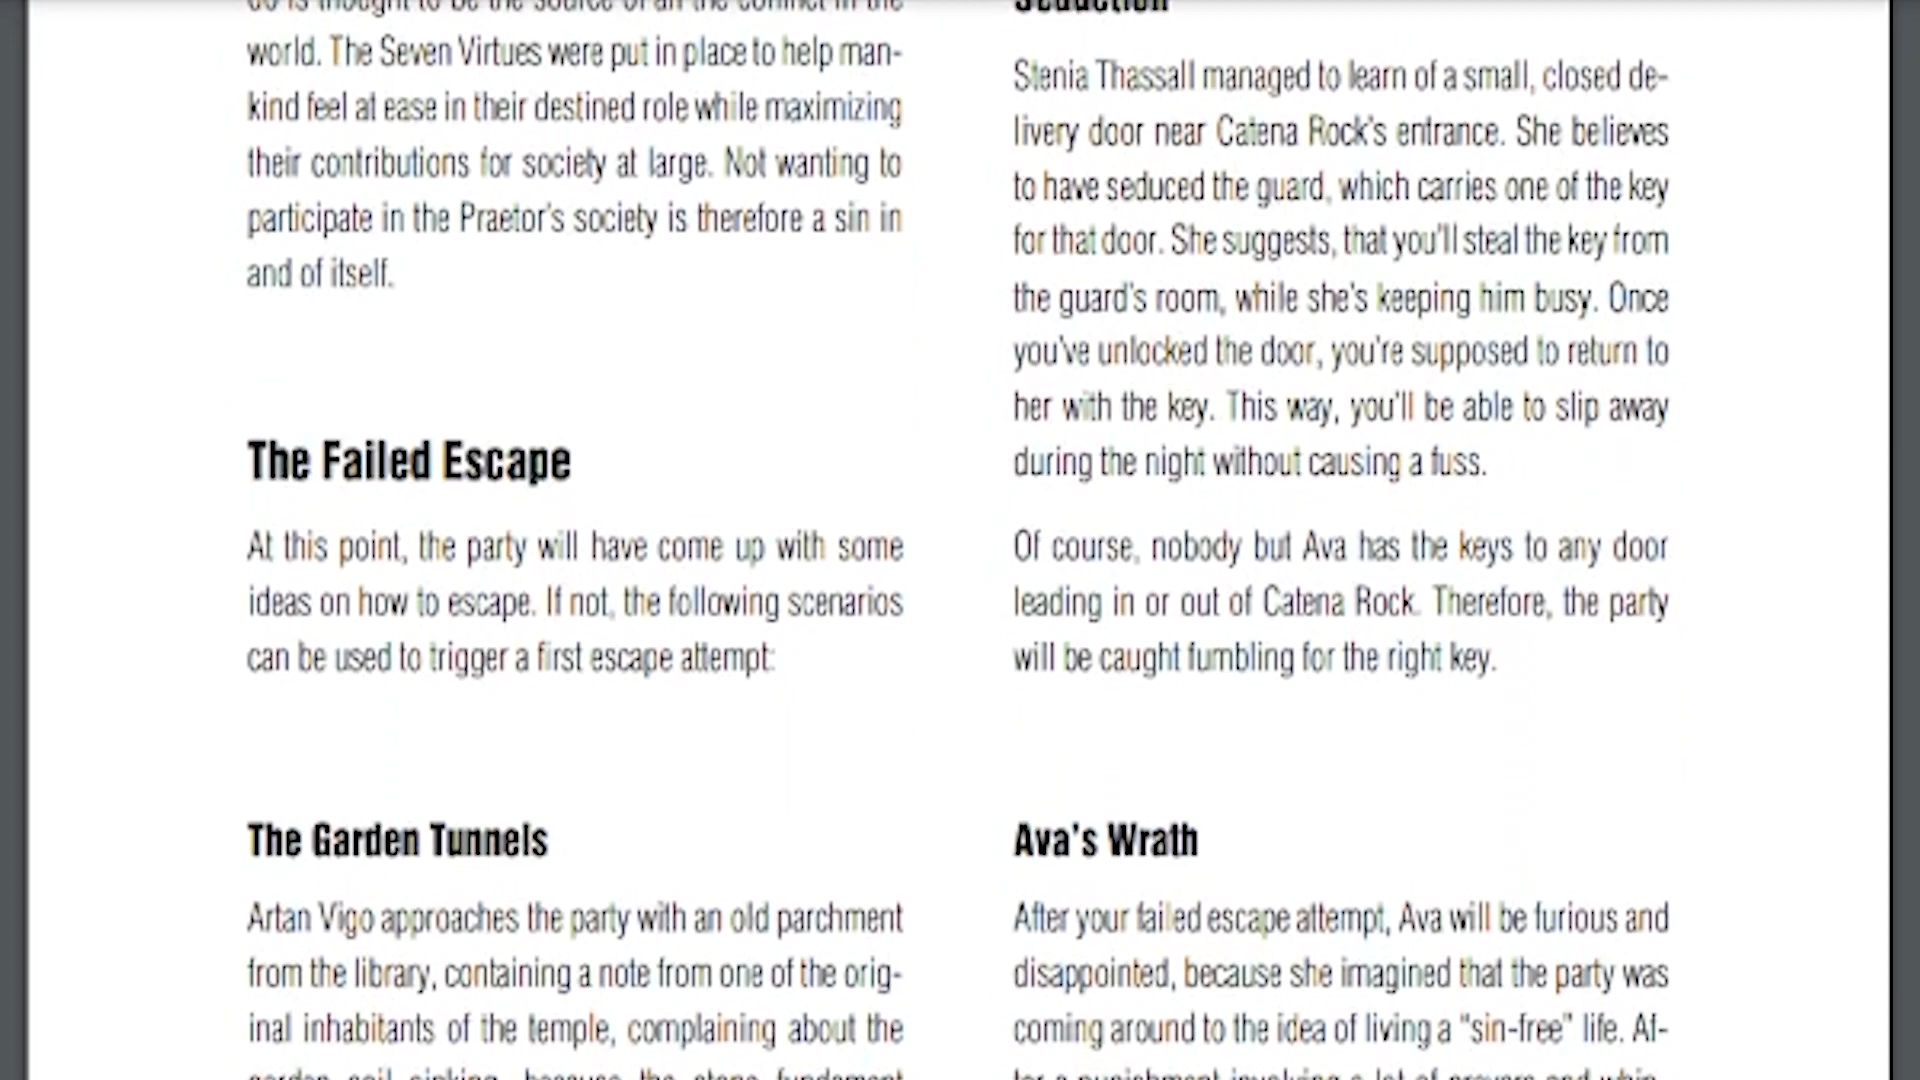 world. The Seven Virtues were put in place to help man-
kind feel at ease in their destined role while maximizing
their contributions for society at large. Not wanting to
participate in the Praetor's society is therefore a sin in
and of itself.
The Failed Escape
At this point, the party will have come up with some
ideas on how to escape. If not, the following scenarios
can be used to trigger a first escape attempt:
The Garden Tunnels
Artan Vigo approaches the party with an old parchment
from the library, containing a note from one of the orig-
inal inhabitants of the temple, complaining about the
Seduction
Stenia Thassall managed to learn of a small, closed de-
livery door near Catena Rock's entrance. She believes
to have seduced the guard, which carries one of the key
for that door. She suggests, that you'll steal the key from
the guard's room, while she's keeping him busy. Once
you've unlocked the door, you're supposed to return to
her with the key. This way, you'll be able to slip away
during the night without causing a fuss.
Of course, nobody but Ava has the keys to any door
leading in or out of Catena Rock. Therefore, the party
will be caught fumbling for the right key.
Ava's Wrath
After your failed escape attempt, Ava will be furious and
disappointed, because she imagined that the party was
coming around to the idea of living a "sin-free" life. Af-